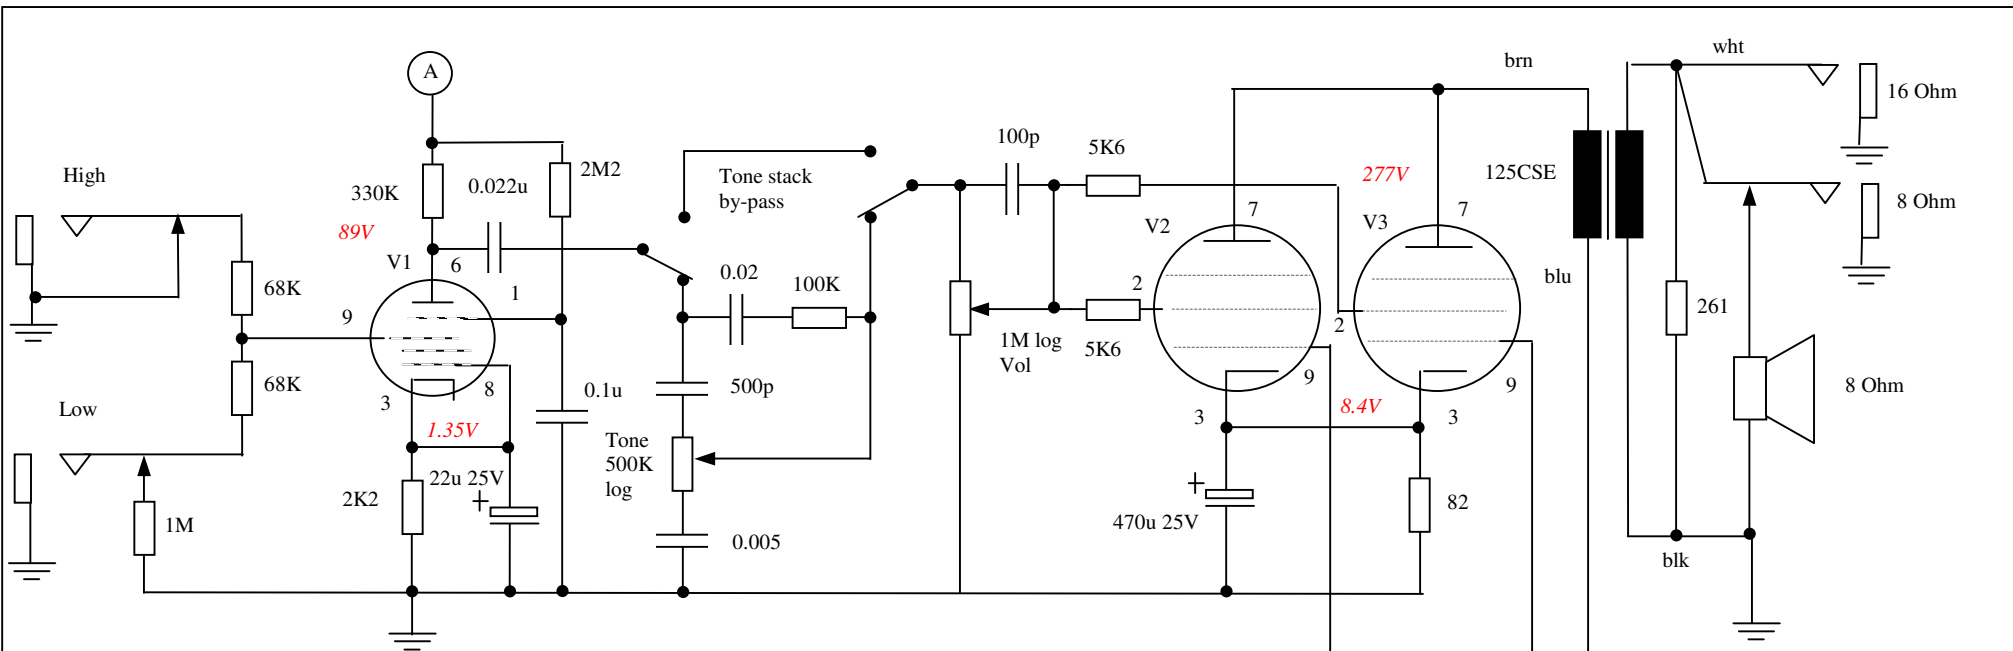 A
wht
brn
16 Ohm
High
330K
0.022u
2M2
Tone stack
by-pass
100p
5K6
277V
125CSE
8 Ohm
89V
V1
6
V2
7
V3
7
68K
1
0.02
100K
2
blu
9
1M log
Vol
5K6
2
261
68K
3
8
0.1u
500p
9
9
8 Ohm
Low
1.35V
Tone
500K
log
3
8.4V
3
22u 25V
+
2K2
+
470u 25V
82
1M
0.005
blk